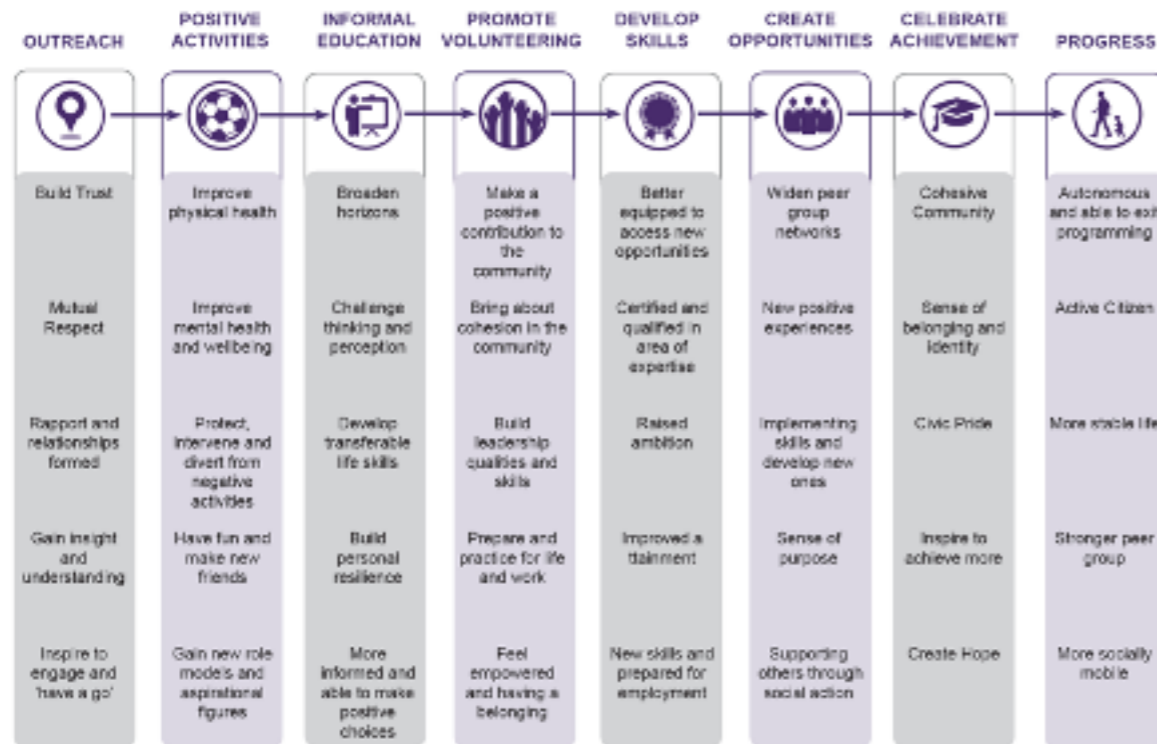 OUTREACH
POSITIVE
ACTIVITIES
INFORMAL
EDUCATION
PROMOTE
VOLUNTEERING
DEVELOP
SKILLS
CREATE
OPPORTUNITIES
CELEBRATE
ACHIEVEMENT
PROGRESS
Build Trust
Mutual
Respect
Rapport and
relationships
formed
Gain insight
and
understanding
Inspire to
engage and
'have a go'
Improve
physical health
Improve
mental health
and wellbeing
Protect,
intervene and
divert from
negative
activities
Have fun and
make new
friends
Gain new role
models and
aspirational
figures
Broaden
horizons
Challenge
thinking and
perception
Develop
transferable
life skills
Build
personal
resilience
More
informed and
able to make
positive
choices
Make a
positive
contribution to
the
community
Bring about
cohesion in the
community
Build
leadership
qualities and
skills
Prepare and
practice for life
and work
Feel
empowered
and having a
belonging
Better
equipped to
access new
opportunities
Certified and
qualified in
area of
expertise
Raised
ambition
Improved a
ttainment
New skills and
prepared for
employment
Widen peer
group
networks
New positive
experiences
Implementing
skills and
develop new
ones
Sense of
purpose
Supporting
others through
social action
Cohesive
Community
Sense of
belonging and
identity
Civic Pride
Inspire to
achieve more
Create Hope
Autonomous
and able to exit
programming
Active Citizen
More stable life
Stronger peer
group
More socially
mobile